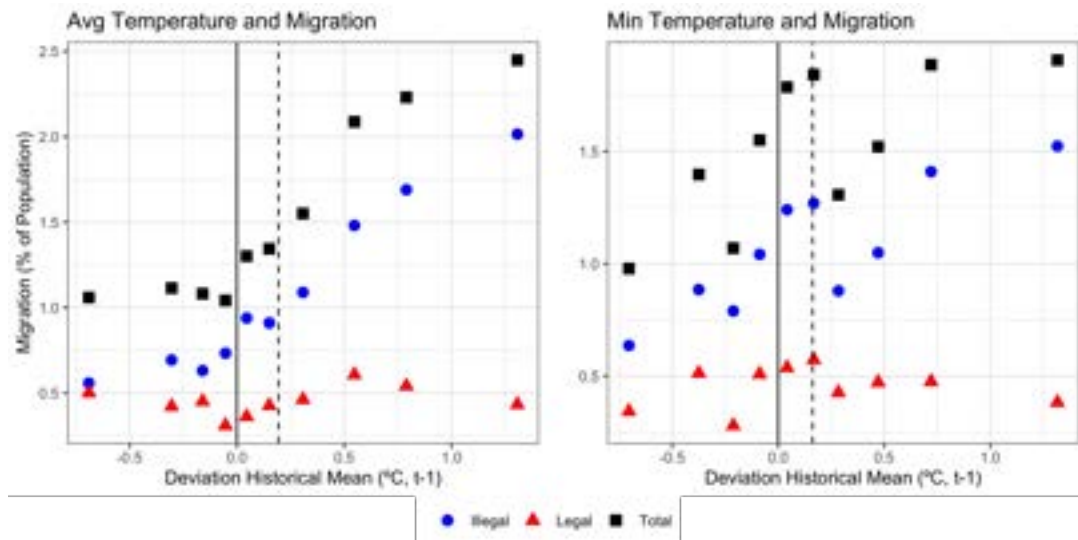 Avg Temperature and Migration
Min Temperature and Migration
Migration (% of Population)
2.5
2.0
1.5
1.0
0.5
1.5
1.0
0.5
-0.5
0.0
0.5
1.0
-0.5
0.0
0.5
1.0
Deviation Historical Mean (ºC, t-1)
Deviation Historical Mean (ºC, t-1)
Illegal
Legal
Total